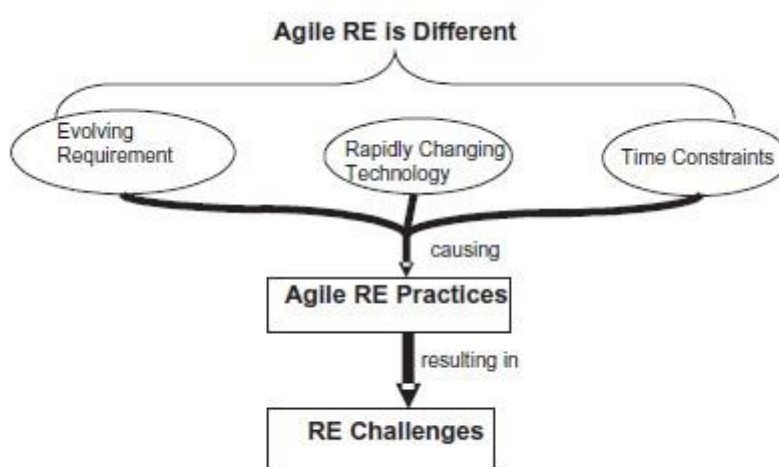 Agile RE is Different
Evolving
Requirement
Rapidly Changing
Technology
Time Constraints
causing
Agile RE Practices
resulting in
RE Challenges